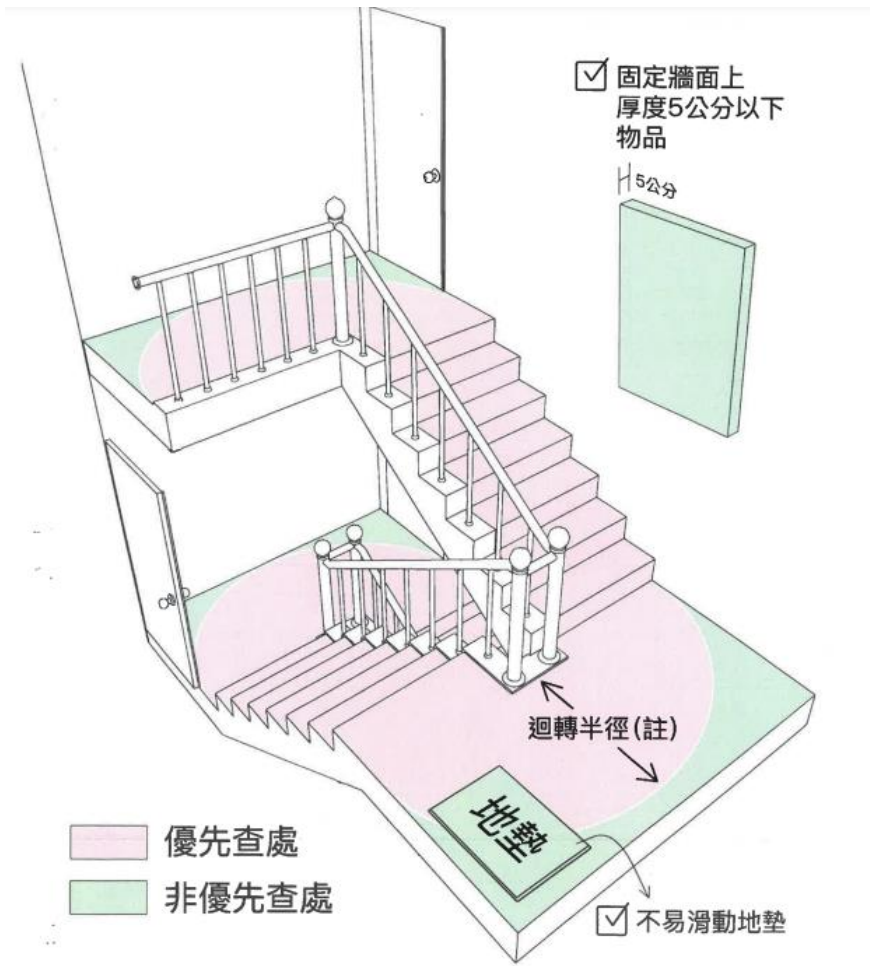 固定牆面上
厚度5公分以下
物品
5公分
迴轉半徑(註)
地墊
優先查處
非優先查處
不易滑動地墊